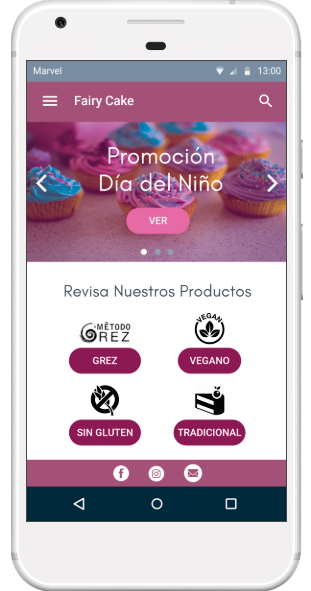 Marvel
13:00
Fairy Cake
Promoción
Día del Niño
VER
Revisa Nuestros Productos
MÉTODO
GREZ
VEGAN
GREZ
VEGANO
SIN GLUTEN
TRADICIONAL